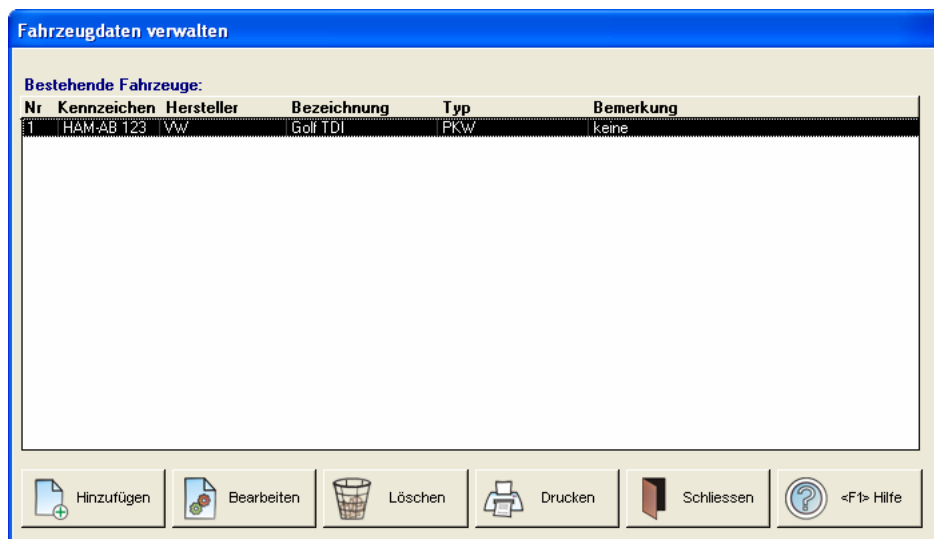 Fahrzeugdaten verwalten
Bestehende Fahrzeuge:
Nr Kennzeichen Hersteller Bezeichnung Typ Bemerkung
1 HAM-AB 123 VW Golf TDI PKW keine
Hinzufügen Bearbeiten Löschen Drucken Schliessen <F1> Hilfe